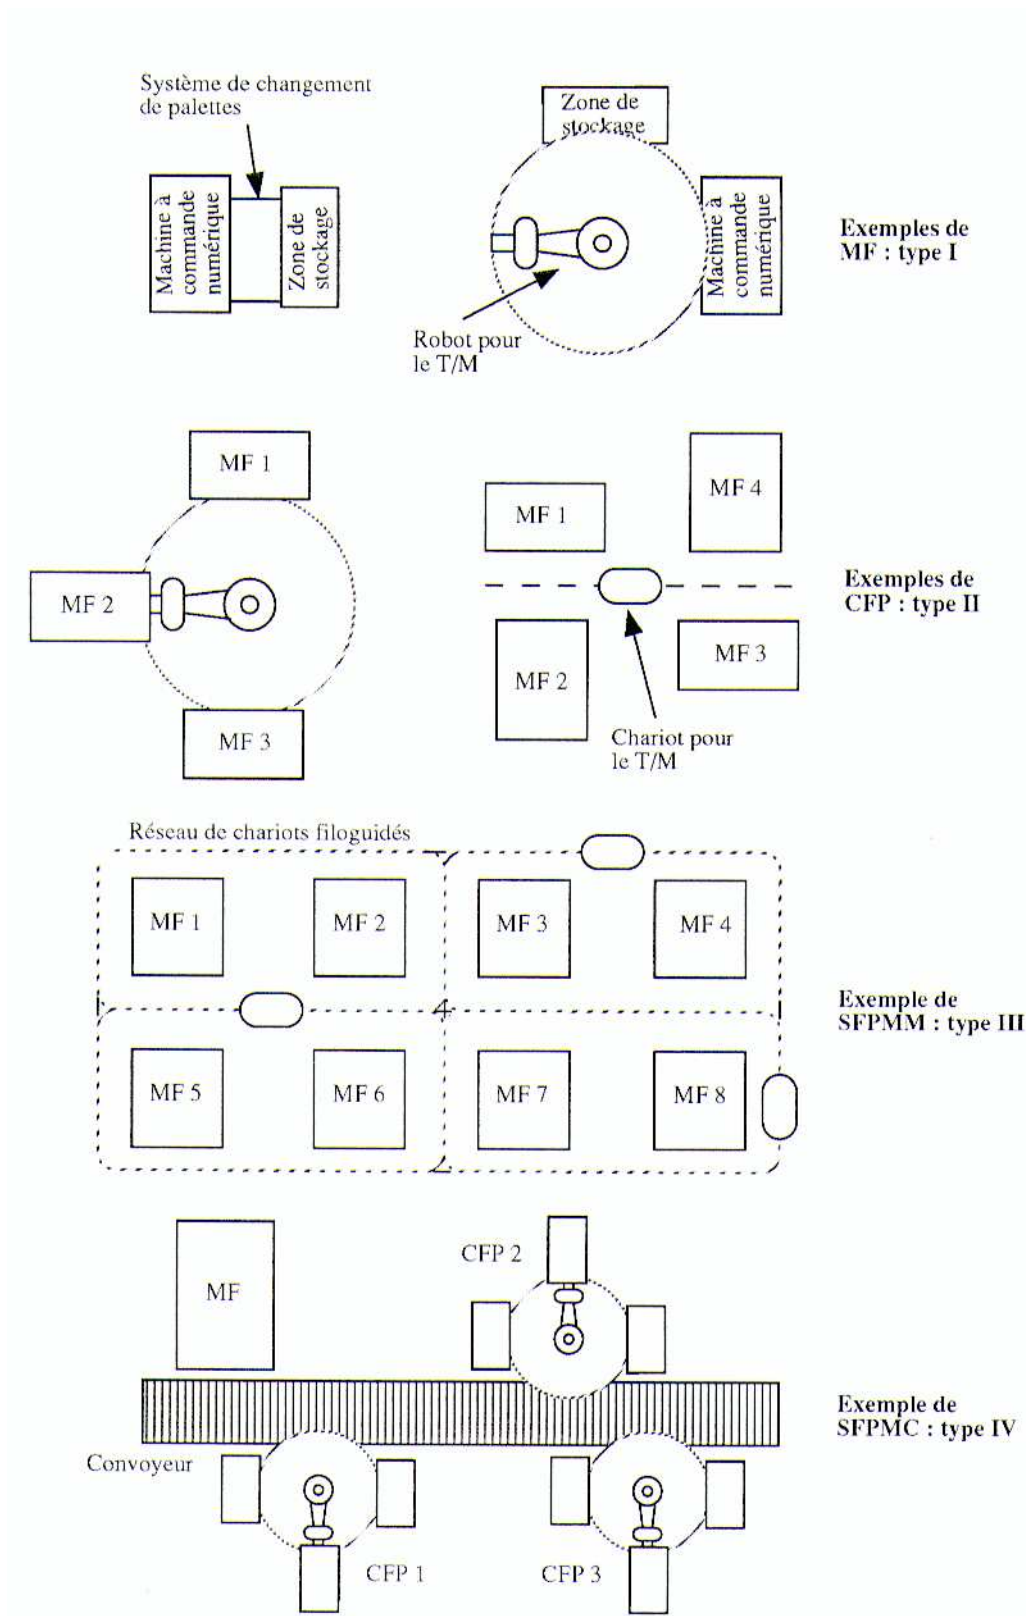 Système de changement
de palettes
Machine à
commande
numérique
Zone de
stockage
Zone de
stockage
Machine à
commande
numérique
Robot pour
le T/M
Exemples de
MF : type I
MF 1
MF 2
MF 3
MF 1
MF 4
MF 2
MF 3
Chariot pour
le T/M
Exemples de
CFP : type II
Réseau de chariots filoguidés
MF 1
MF 2
MF 3
MF 4
MF 5
MF 6
MF 7
MF 8
Exemple de
SFPMM : type III
MF
CFP 2
Convoyeur
CFP 1
CFP 3
Exemple de
SFPMC : type IV